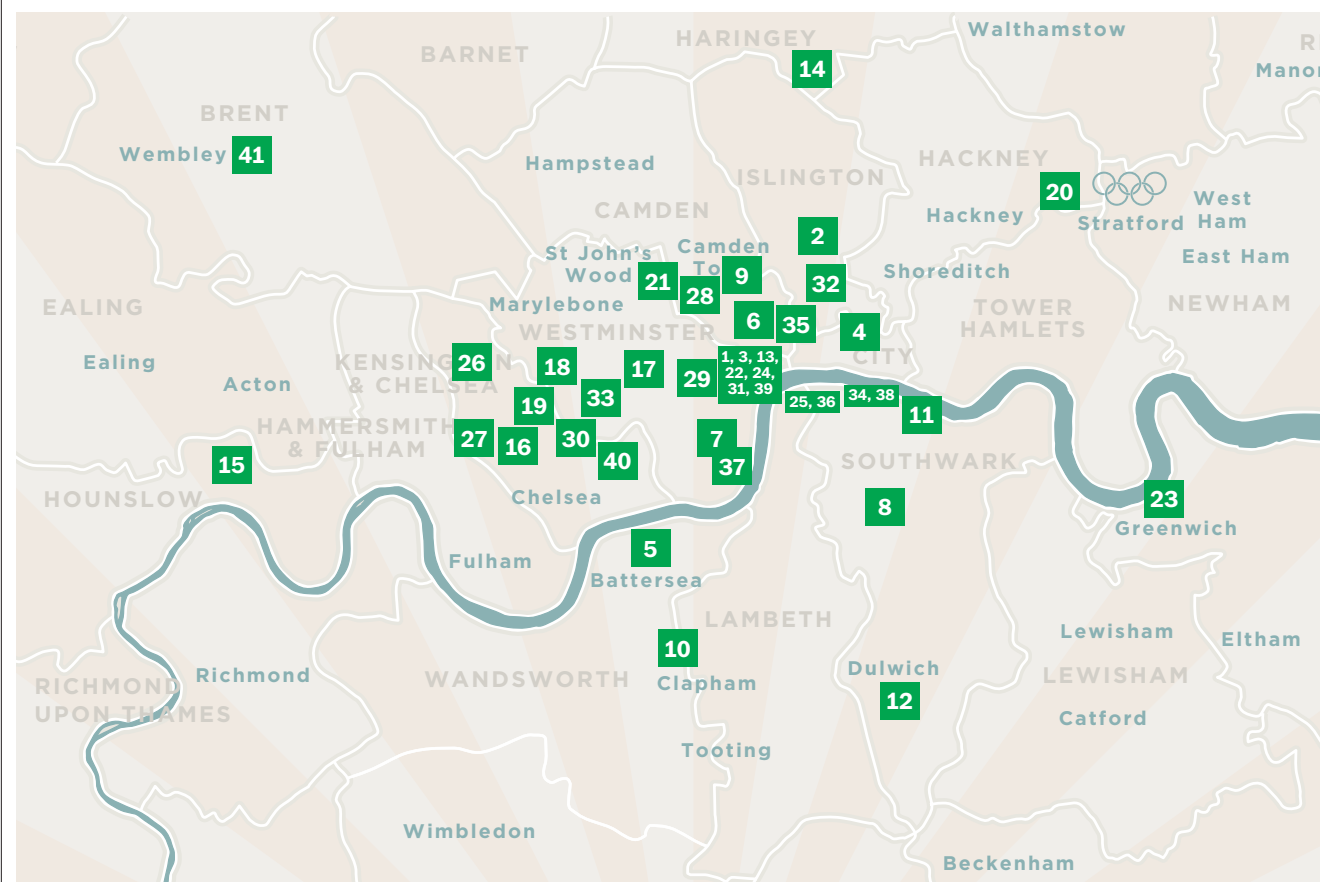 Walthamstow
HARINGEY
R
BARNET
14
Manor
BRENT
Wembley
41
Hampstead
HACKNEY
ISLINGTON
20
West
Ham
CAMDEN
Hackney
Stratford
2
St John's
Wood
Camden
To
9
East Ham
21
28
32
Shoreditch
Marylebone
EALING
TOWER
HAMLETS
NEWHAM
WESTMINSTER
6
35
4
CITY
Ealing
KENSINGTON
& CHELSEA
26
18
17
29
1, 3, 13,
22, 24,
31, 39
Acton
19
33
25, 36
34, 38
11
HAMMERSMITH
& FULHAM
27
16
30
40
7
37
15
SOUTHWARK
HOUNSLOW
Chelsea
8
23
Greenwich
5
Battersea
Fulham
LAMBETH
10
Clapham
Lewisham
Eltham
Richmond
RICHMOND
UPON THAMES
WANDSWORTH
Dulwich
12
LEWISHAM
Catford
Tooting
Wimbledon
Beckenham